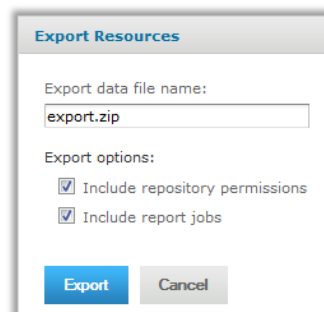 Export Resources
Export data file name:
export.zip
Export options:
Include repository permissions
Include report jobs
Export Cancel